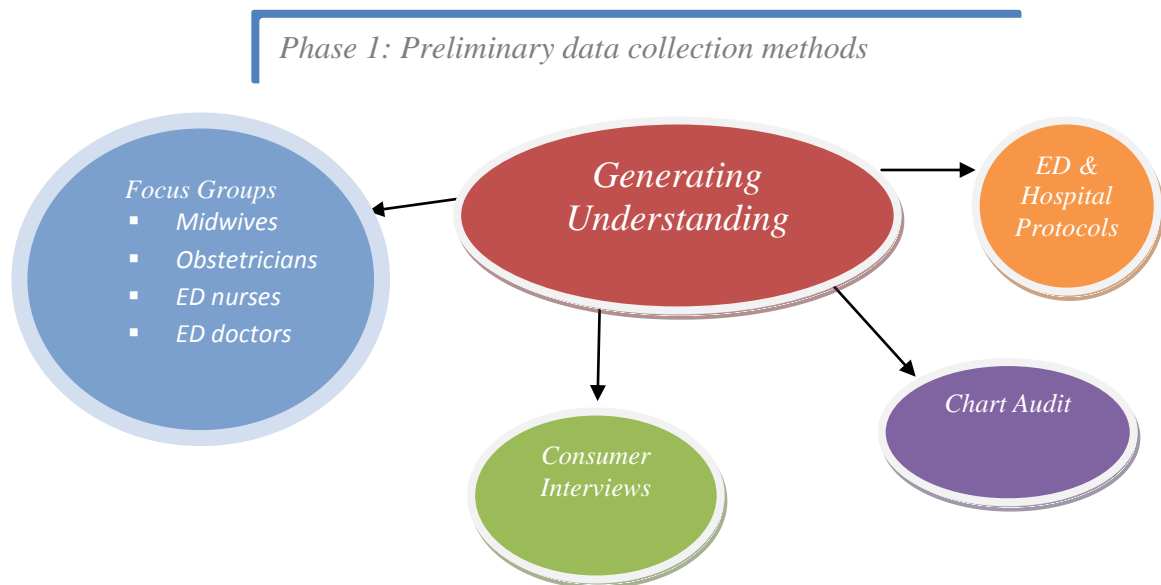 Phase 1: Preliminary data collection methods
Focus Groups
▪ Midwives
▪ Obstetricians
▪ ED nurses
▪ ED doctors
Generating
Understanding
ED &
Hospital
Protocols
Chart Audit
Consumer
Interviews